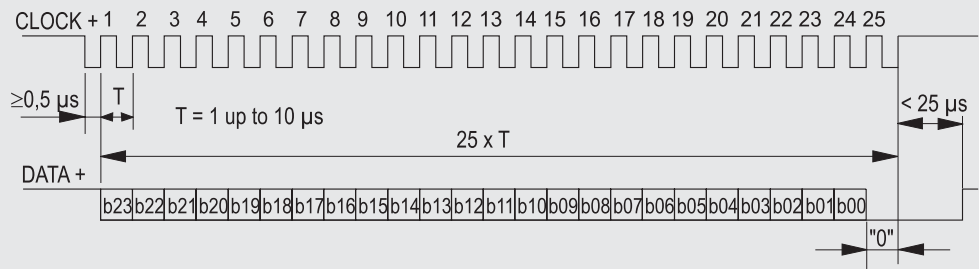 CLOCK + 1 2 3 4 5 6 7 8 9 10 11 12 13 14 15 16 17 18 19 20 21 22 23 24 25
≥0,5 µs T T = 1 up to 10 µs < 25 µs
25 x T
DATA +
b23 b22 b21 b20 b19 b18 b17 b16 b15 b14 b13 b12 b11 b10 b09 b08 b07 b06 b05 b04 b03 b02 b01 b00
"0"